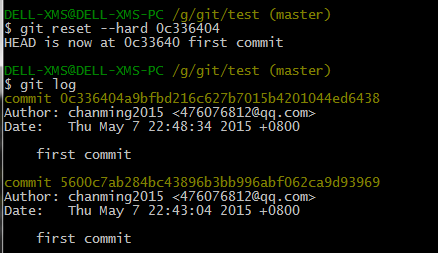 DELL-XMS@DELL-XMS-PC /g/git/test (master)
$ git reset --hard 0c336404
HEAD is now at 0c33640 first commit
DELL-XMS@DELL-XMS-PC /g/git/test (master)
$ git log
commit 0c336404a9bfbd216c627b7015b4201044ed6438
Author: chanming2015 <476076812@qq.com>
Date:   Thu May 7 22:48:34 2015 +0800
first commit
commit 5600c7ab284bc43896b3bb996abf062ca9d93969
Author: chanming2015 <476076812@qq.com>
Date:   Thu May 7 22:43:04 2015 +0800
first commit